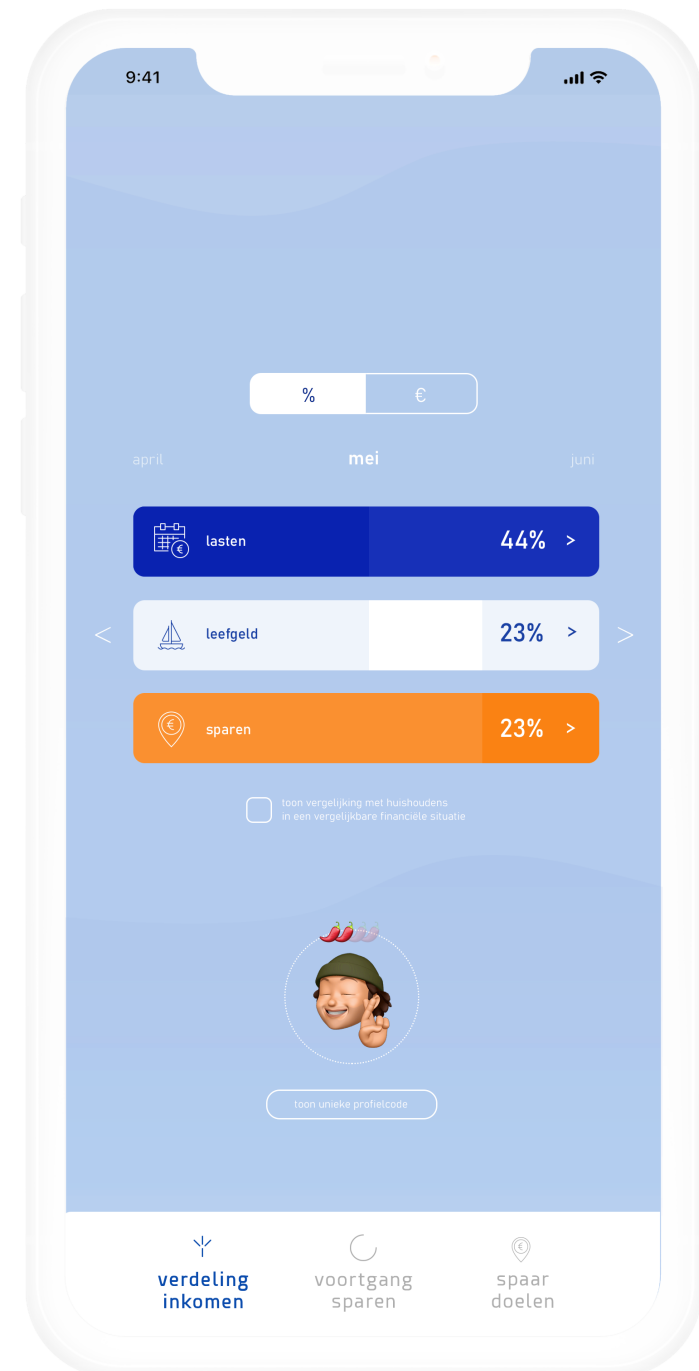 9:41
% €
april mei juni
lasten 44% >
< leefgeld 23% > >
sparen 23% >
toon vergelijking met huishoudens
in een vergelijkbare financiële situatie
toon unieke profielcode
verdeling voortgang spaar
inkomen sparen doelen